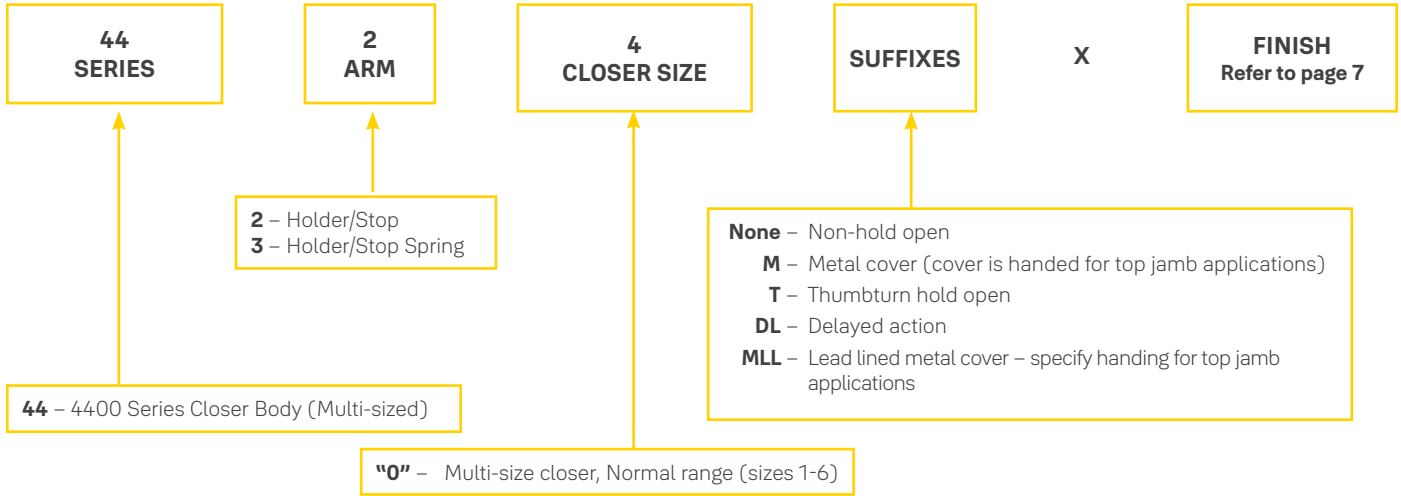 44
SERIES
2
ARM
4
CLOSER SIZE
SUFFIXES
X
FINISH
Refer to page 7
2 – Holder/Stop
3 – Holder/Stop Spring
None – Non-hold open
M – Metal cover (cover is handed for top jamb applications)
T – Thumbturn hold open
DL – Delayed action
MLL – Lead lined metal cover – specify handing for top jamb
applications
44 – 4400 Series Closer Body (Multi-sized)
“0” – Multi-size closer, Normal range (sizes 1-6)